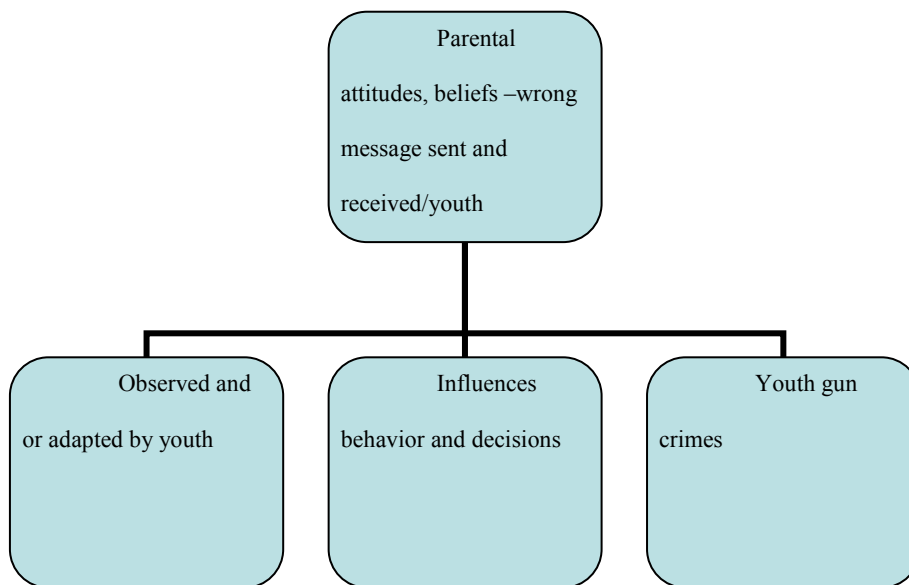 Parental
attitudes, beliefs –wrong
message sent and
received/youth
Observed and
or adapted by youth
Influences
behavior and decisions
Youth gun
crimes